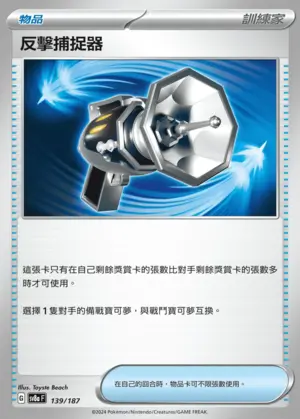 物品
訓練家
反擊捕捉器
這張卡只有在自己剩餘獎賞卡的張數比對手剩餘獎賞卡的張數多
時才可使用。
選擇1隻對手的備戰寶可夢，與戰鬥寶可夢互換。
Illus. Toyste Beach
G SV8a F 139/187
在自己的回合時，物品卡可不限張數使用。
©2024 Pokémon/Nintendo/Creatures/GAME FREAK.